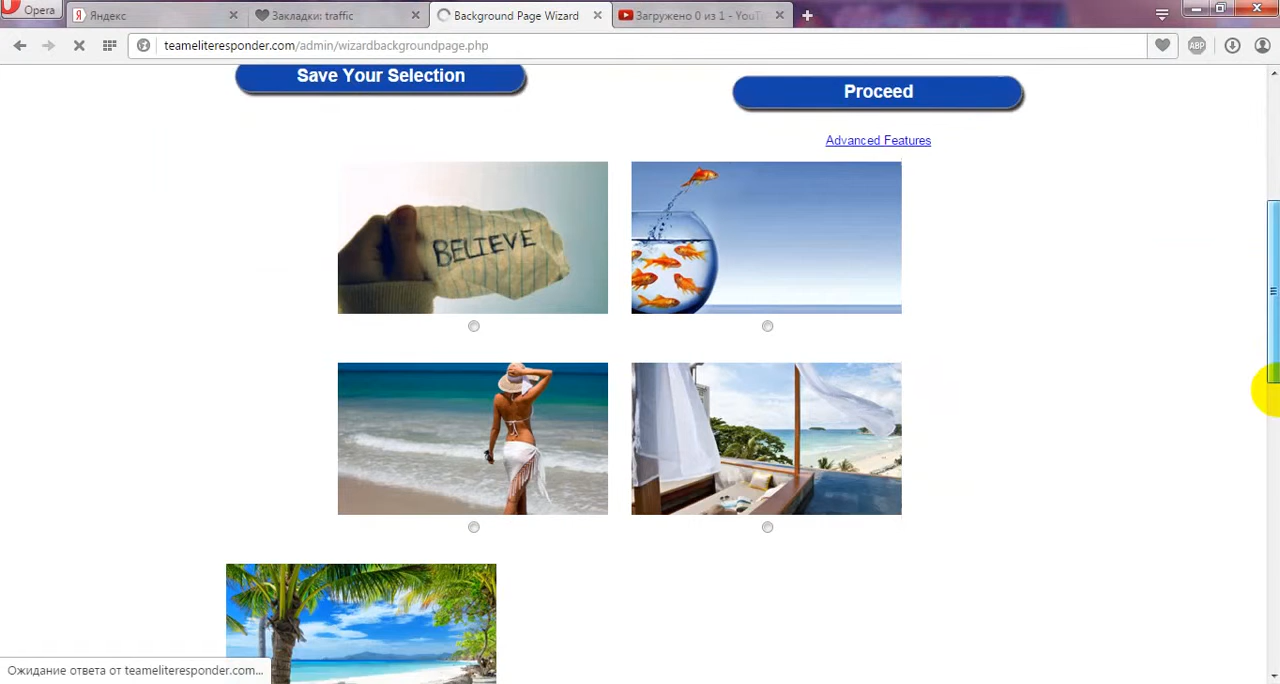 Opera
Яндекс
Закладки: traffic
Background Page Wizard
Загружено 0 из 1 - YouTu
teameliteresponder.com/admin/wizardbackgroundpage.php
ABP
Save Your Selection
Proceed
Advanced Features
BELIEVE
Ожидание ответа от teameliteresponder.com...